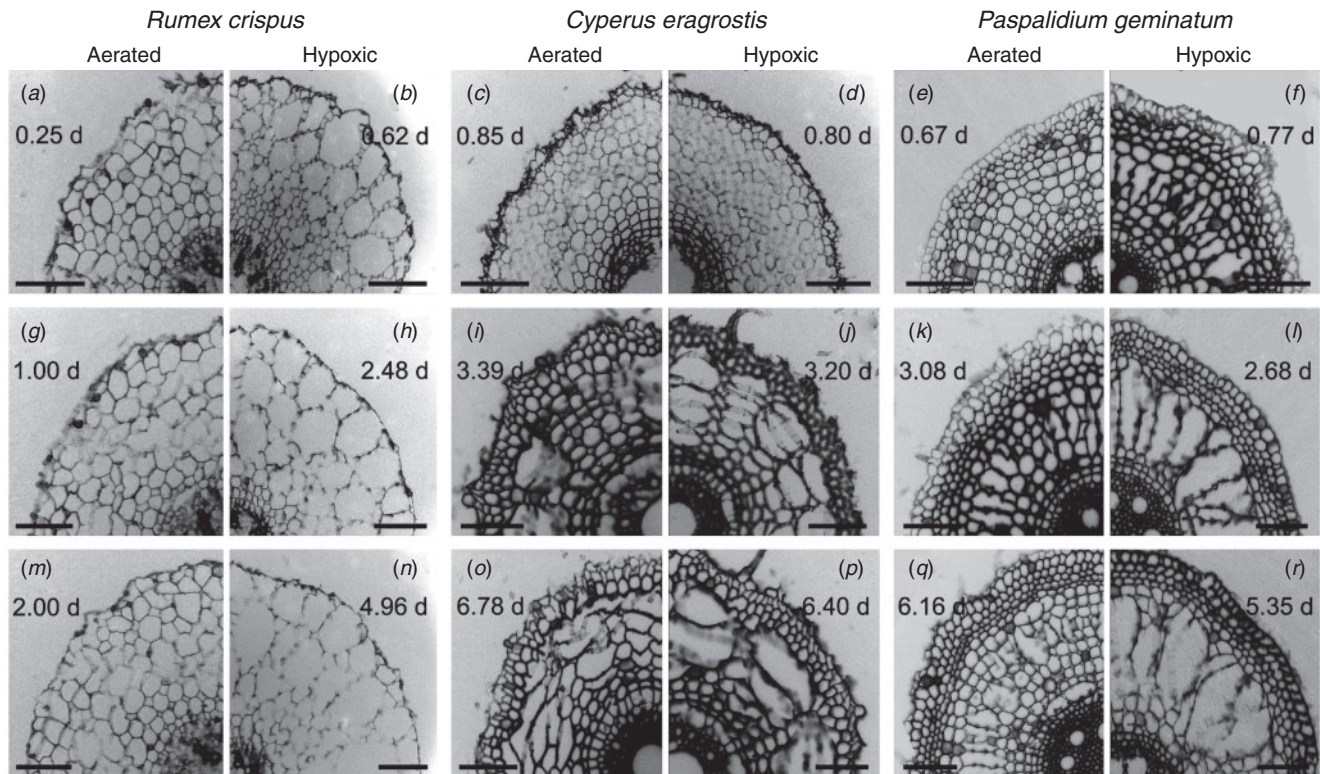 Rumex crispus Cyperus eragrostis Paspalidium geminatum
Aerated Hypoxic Aerated Hypoxic Aerated Hypoxic
(a) (b) (c) (d) (e) (f)
0.25 d 0.62 d 0.85 d 0.80 d 0.67 d 0.77 d
(g) (h) (i) (j) (k) (l)
1.00 d 2.48 d 3.39 d 3.20 d 3.08 d 2.68 d
(m) (n) (o) (p) (q) (r)
2.00 d 4.96 d 6.78 d 6.40 d 6.16 d 5.35 d